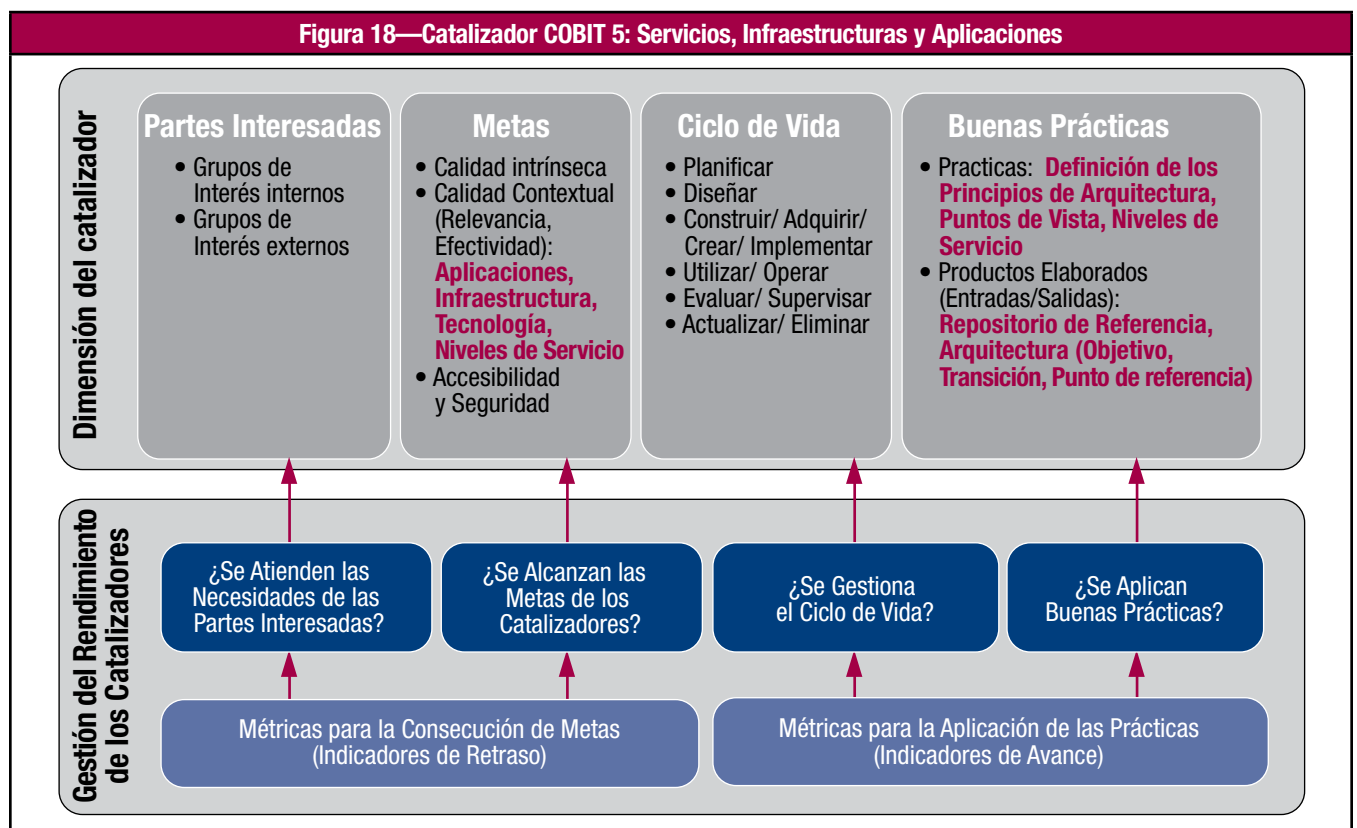 Figura 18—Catalizador COBIT 5: Servicios, Infraestructuras y Aplicaciones
Dimensión del catalizador
Partes Interesadas
• Grupos de
Interés internos
• Grupos de
Interés externos
Metas
• Calidad intrínseca
• Calidad Contextual
(Relevancia,
Efectividad):
Aplicaciones,
Infraestructura,
Tecnología,
Niveles de Servicio
• Accesibilidad
y Seguridad
Ciclo de Vida
• Planificar
• Diseñar
• Construir/ Adquirir/
Crear/ Implementar
• Utilizar/ Operar
• Evaluar/ Supervisar
• Actualizar/ Eliminar
Buenas Prácticas
• Practicas: Definición de los
Principios de Arquitectura,
Puntos de Vista, Niveles de
Servicio
• Productos Elaborados
(Entradas/Salidas):
Repositorio de Referencia,
Arquitectura (Objetivo,
Transición, Punto de referencia)
Gestión del Rendimiento
de los Catalizadores
¿Se Atienden las
Necesidades de las
Partes Interesadas?
¿Se Alcanzan las
Metas de los
Catalizadores?
¿Se Gestiona
el Ciclo de Vida?
¿Se Aplican
Buenas Prácticas?
Métricas para la Consecución de Metas
(Indicadores de Retraso)
Métricas para la Aplicación de las Prácticas
(Indicadores de Avance)